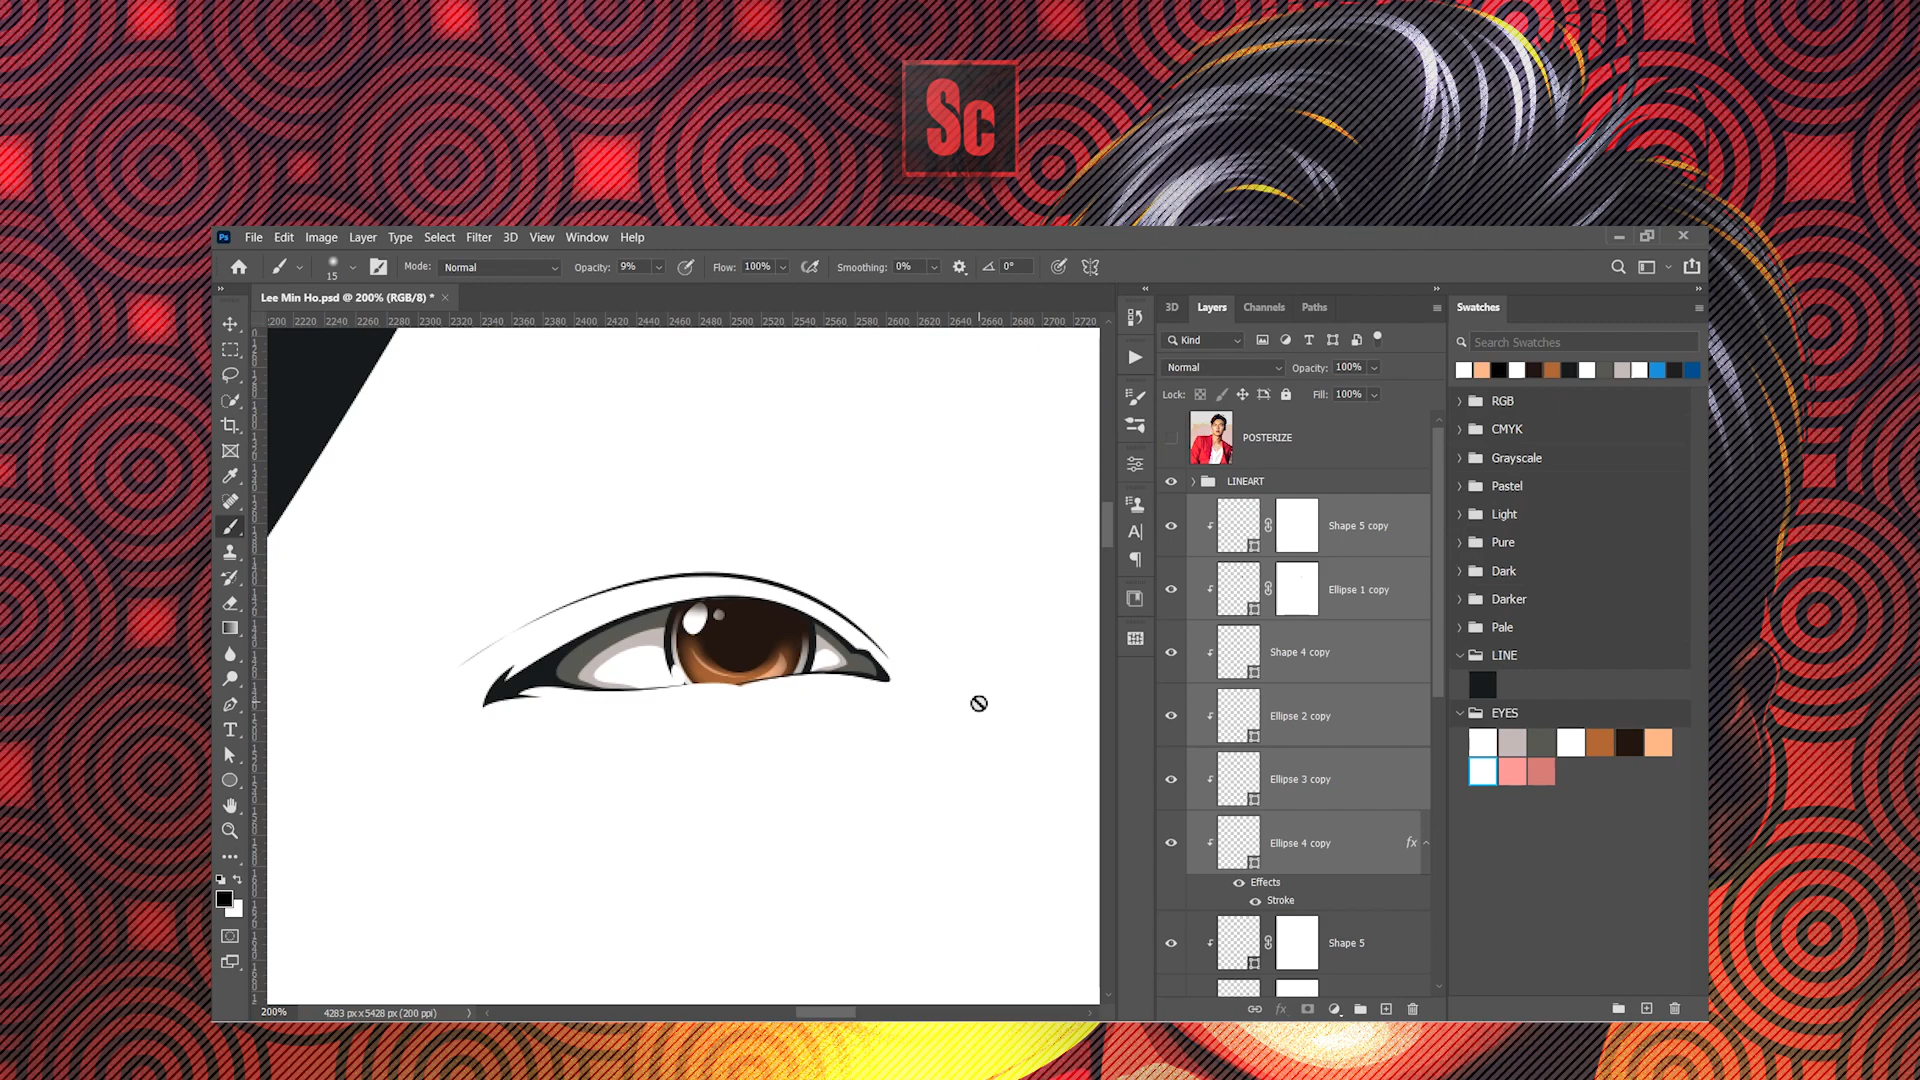 Sc
Ps File Edit Image Layer Type Select Filter 3D View Window Help
15 Mode: Normal Opacity: 9% Flow: 100% Smoothing: 0% 0°
Lee Min Ho.psd @ 200% (RGB/8) * ×
2200 2220 2240 2260 2280 2300 2320 2340 2360 2380 2400 2420 2440 2460 2480 2500 2520 2540 2560 2580 2600 2620 2640 2660 2680 2700 2720
3D Layers Channels Paths
Kind
Normal Opacity: 100%
Lock: Fill: 100%
POSTERIZE
LINEART
Shape 5 copy
Ellipse 1 copy
Shape 4 copy
Ellipse 2 copy
Ellipse 3 copy
Ellipse 4 copy fx
Effects
Stroke
Shape 5
fx
Swatches
Search Swatches
RGB
CMYK
Grayscale
Pastel
Light
Pure
Dark
Darker
Pale
LINE
EYES
200% 4283 px x 5428 px (200 ppi)